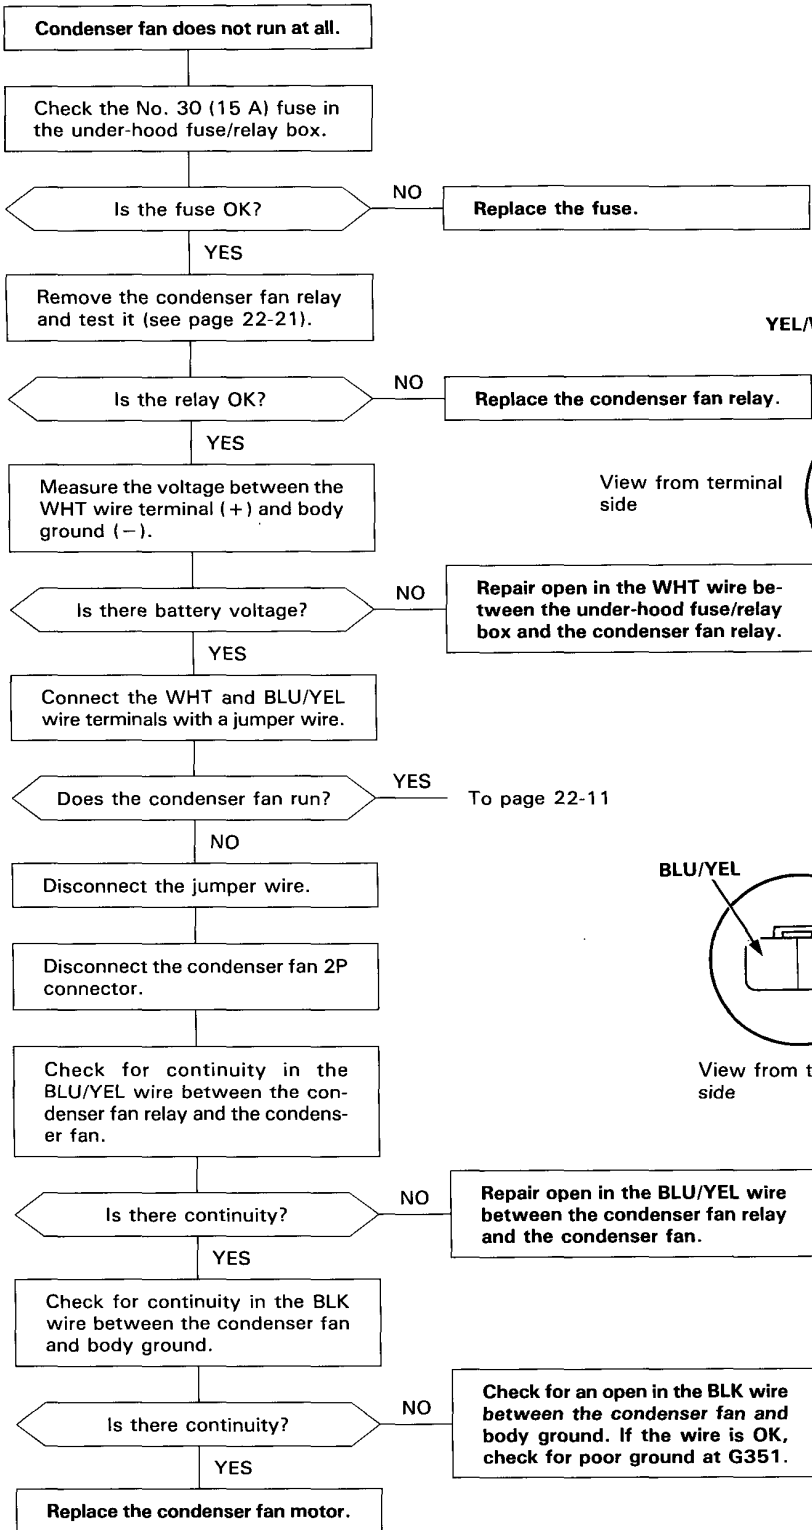 Condenser fan does not run at all.
Check the No. 30 (15 A) fuse in
the under-hood fuse/relay box.
Is the fuse OK?
NO
Replace the fuse.
YES
Remove the condenser fan relay
and test it (see page 22-21).
YEL/
Is the relay OK?
NO
Replace the condenser fan relay.
YES
Measure the voltage between the
WHT wire terminal (+) and body
ground (−).
View from terminal
side
Is there battery voltage?
NO
Repair open in the WHT wire be-
tween the under-hood fuse/relay
box and the condenser fan relay.
YES
Connect the WHT and BLU/YEL
wire terminals with a jumper wire.
Does the condenser fan run?
YES
To page 22-11
NO
Disconnect the jumper wire.
BLU/YEL
Disconnect the condenser fan 2P
connector.
Check for continuity in the
BLU/YEL wire between the con-
denser fan relay and the condens-
er fan.
View from t
side
Is there continuity?
NO
Repair open in the BLU/YEL wire
between the condenser fan relay
and the condenser fan.
YES
Check for continuity in the BLK
wire between the condenser fan
and body ground.
Is there continuity?
NO
Check for an open in the BLK wire
between the condenser fan and
body ground. If the wire is OK,
check for poor ground at G351.
YES
Replace the condenser fan motor.